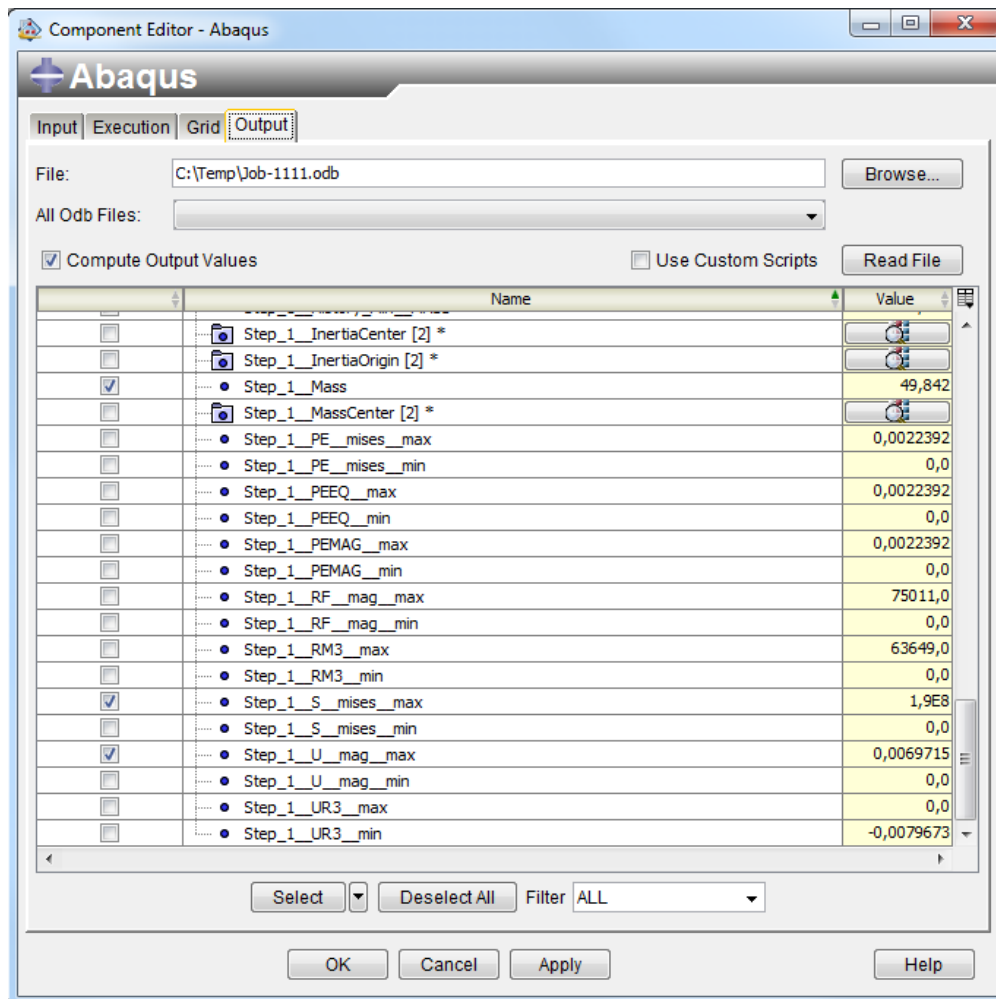 Component Editor - Abaqus
Abaqus
Input Execution Grid Output
File: C:\Temp\Job-1111.odb Browse...
All Odb Files:
Compute Output Values Use Custom Scripts Read File
Name Value
Step_1__InertiaCenter [2] *
Step_1__InertiaOrigin [2] *
Step_1__Mass 49,842
Step_1__MassCenter [2] *
Step_1__PE__mises__max 0,0022392
Step_1__PE__mises__min 0,0
Step_1__PEEQ__max 0,0022392
Step_1__PEEQ__min 0,0
Step_1__PEMAG__max 0,0022392
Step_1__PEMAG__min 0,0
Step_1__RF__mag__max 75011,0
Step_1__RF__mag__min 0,0
Step_1__RM3__max 63649,0
Step_1__RM3__min 0,0
Step_1__S__mises__max 1,9E8
Step_1__S__mises__min 0,0
Step_1__U__mag__max 0,0069715
Step_1__U__mag__min 0,0
Step_1__UR3__max 0,0
Step_1__UR3__min -0,0079673
Select Deselect All Filter ALL
OK Cancel Apply Help